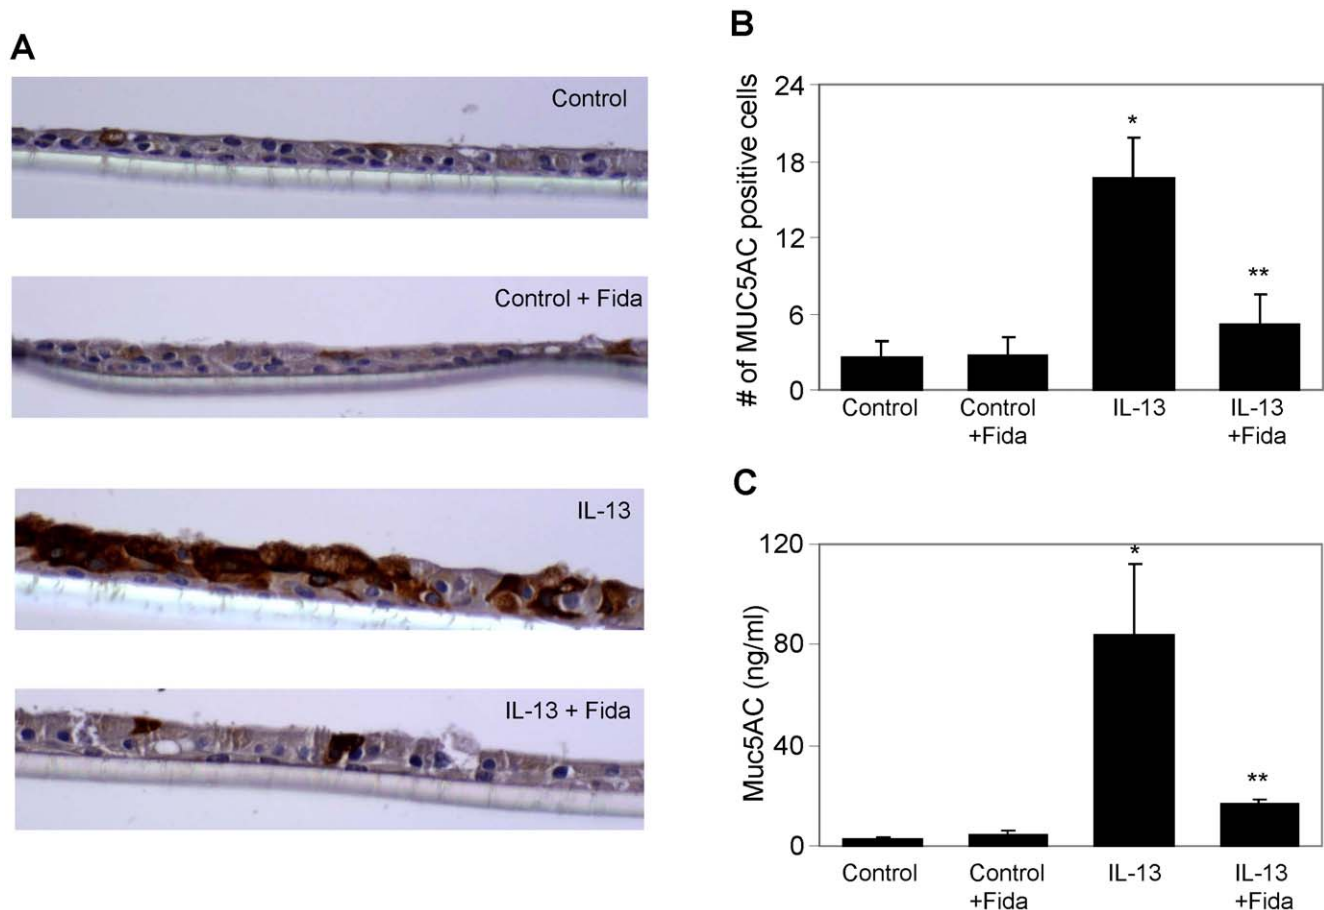 A
Control
Control + Fida
IL-13
IL-13 + Fida
B
# of MUC5AC positive cells
24
18
12
6
0
*
**
Control
Control
+Fida
IL-13
IL-13
+Fida
C
Muc5AC (ng/ml)
120
80
40
0
*
**
Control
Control
+Fida
IL-13
IL-13
+Fida